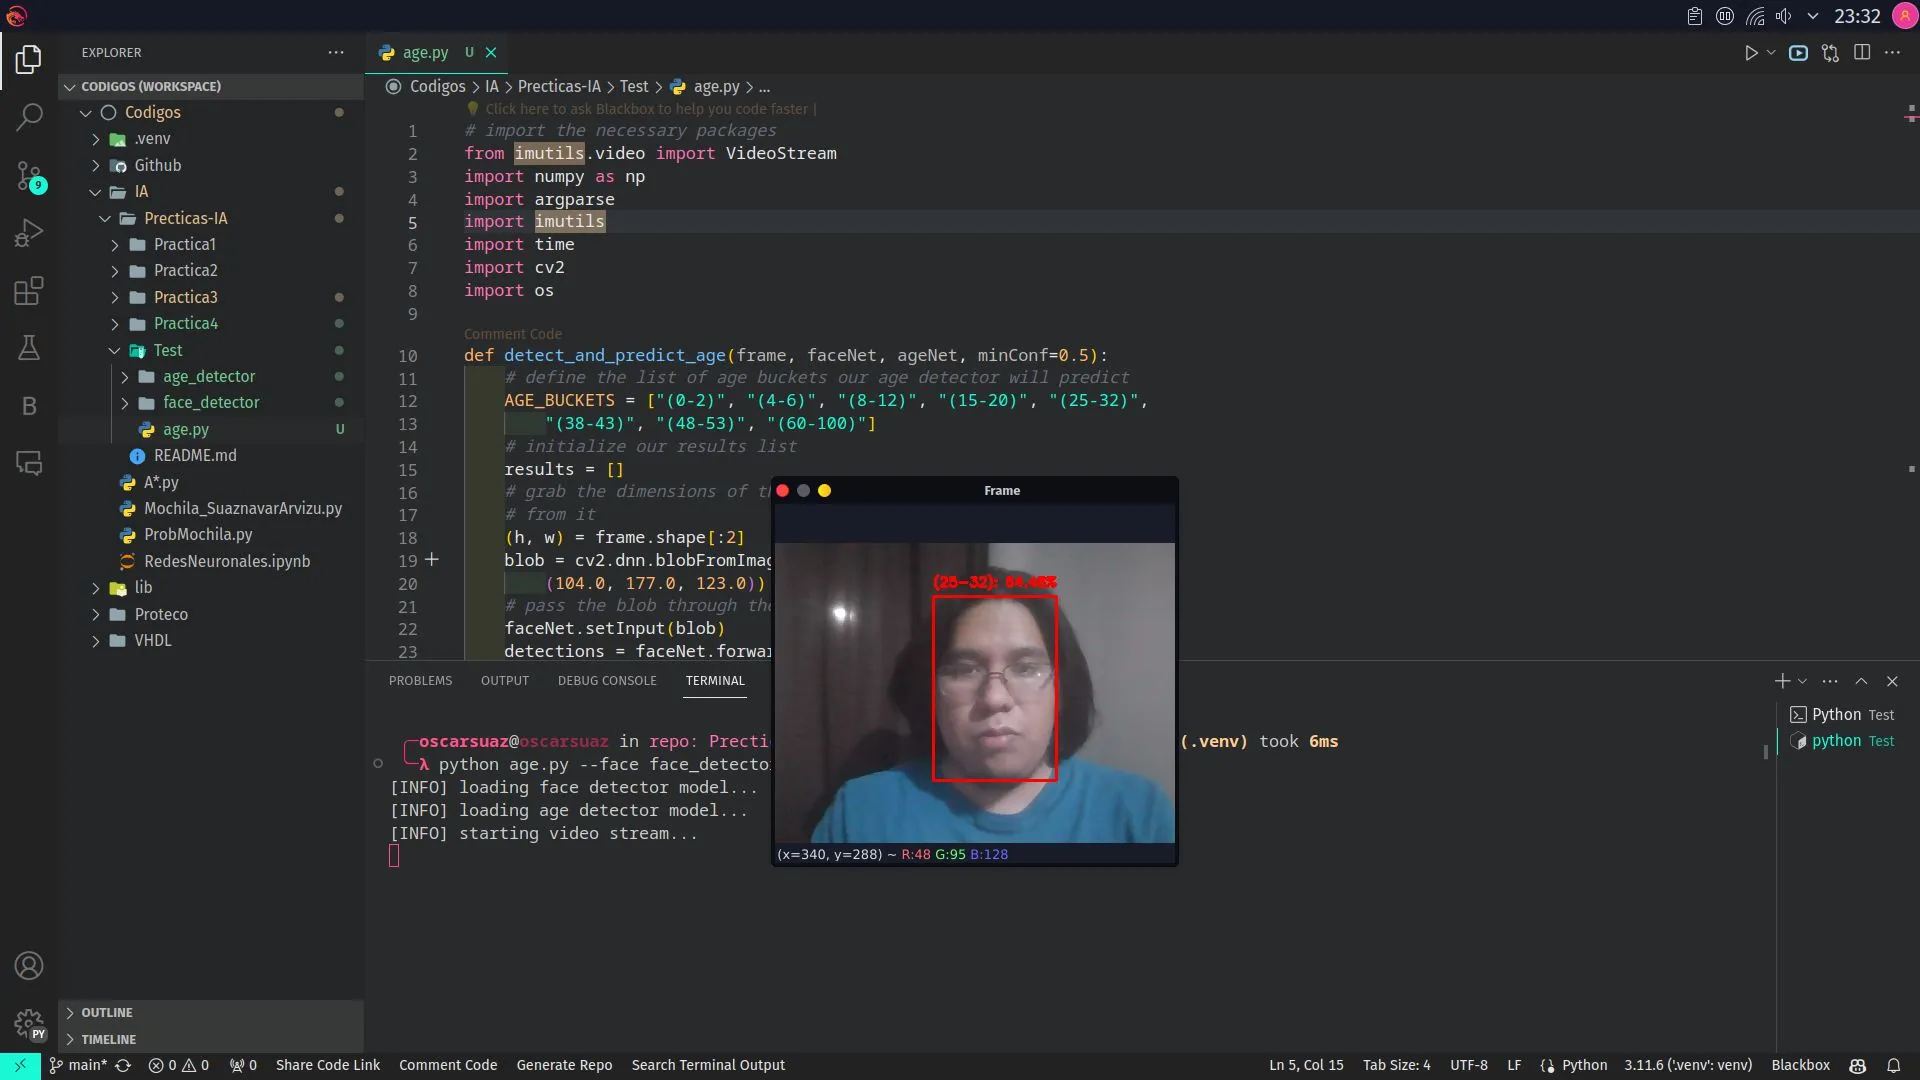 23:32
EXPLORER
CODIGOS (WORKSPACE)
Codigos
.venv
Github
IA
Precticas-IA
Practica1
Practica2
Practica3
Practica4
Test
age_detector
face_detector
age.py U
README.md
A*.py
Mochila_SuaznavarArvizu.py
ProbMochila.py
RedesNeuronales.ipynb
lib
Proteco
VHDL
OUTLINE
TIMELINE
9
B
PY
age.py U
Codigos > IA > Precticas-IA > Test > age.py > ...
Click here to ask Blackbox to help you code faster |
1 # import the necessary packages
2 from imutils.video import VideoStream
3 import numpy as np
4 import argparse
5 import imutils
6 import time
7 import cv2
8 import os
9
Comment Code
10 def detect_and_predict_age(frame, faceNet, ageNet, minConf=0.5):
11 # define the list of age buckets our age detector will predict
12 AGE_BUCKETS = ["(0-2)", "(4-6)", "(8-12)", "(15-20)", "(25-32)",
13 "(38-43)", "(48-53)", "(60-100)"]
14 # initialize our results list
15 results = []
16 # grab the dimensions of th
17 # from it
18 (h, w) = frame.shape[:2]
19 blob = cv2.dnn.blobFromImag
20 (104.0, 177.0, 123.0))
21 # pass the blob through the
22 faceNet.setInput(blob)
23 detections = faceNet.forwar
Frame
(25-32):
(x=340, y=288) ~ R:48 G:95 B:128
PROBLEMS OUTPUT DEBUG CONSOLE TERMINAL
oscarsuaz@oscarsuaz in repo: Precti (.venv) took 6ms
λ python age.py --face face_detecto
[INFO] loading face detector model...
[INFO] loading age detector model...
[INFO] starting video stream...
Python Test
python Test
main* 0 0 0 Share Code Link Comment Code Generate Repo Search Terminal Output Ln 5, Col 15 Tab Size: 4 UTF-8 LF Python 3.11.6 ('.venv': venv) Blackbox